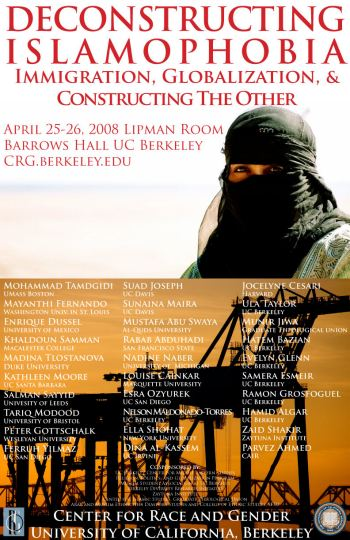 DECONSTRUCTING
ISLAMOPHOBIA
IMMIGRATION, GLOBALIZATION, &
CONSTRUCTING THE OTHER
APRIL 25-26, 2008 LIPMAN ROOM
BARROWS HALL UC BERKELEY
CRG.BERKELEY.EDU
MOHAMMAD TAMDGIDI
UMASS BOSTON
MAYANTHI FERNANDO
WASHINGTON UNIV. IN ST. LOUIS
ENRIQUE DUSSEL
UNIVERSITY OF MEXICO
KHALDOUN SAMMAN
MACALESTER COLLEGE
MADINA TLOSTANOVA
DUKE UNIVERSITY
KATHLEEN MOORE
UC SANTA BARBARA
SALMAN SAYYID
UNIVERSITY OF LEEDS
TARIQ MODOOD
UNIVERSITY OF BRISTOL
PETER GOTTSCHALK
WESLEYAN UNIVERSITY
FERRUH YILMAZ
UC SAN DIEGO
SUAD JOSEPH
UC DAVIS
SUNAINA MAIRA
UC DAVIS
MUSTAFA ABU SWAYA
AL-QUDS UNIVERSITY
RABAB ABDUHADI
SAN FRANCISCO STATE
NADINE NABER
UNIVERSITY OF MICHIGAN
LOUISE CAINKAR
MARQUETTE UNIVERSITY
ESRA OZYUREK
UC SAN DIEGO
NELSON MALDONADO-TORRES
UC BERKELEY
ELLA SHOHAT
NEW YORK UNIVERSITY
DINA AL-KASSEM
UC IRVINE
JOCELYNE CESARI
HARVARD
ULA TAYLOR
UC BERKELEY
MUNIR JIWA
GRADUATE THEOLOGICAL UNION
HATEM BAZIAN
UC BERKELEY
EVELYN GLENN
UC BERKELEY
SAMERA ESMEIR
UC BERKELEY
RAMON GROSFOGUEL
UC BERKELEY
HAMID ALGAR
UC BERKELEY
ZAID SHAKIR
ZAYTUNA INSTITUTE
PARVEZ AHMED
CAIR
COSPONSORED BY:
ZAYTUNA INSTITUTE
CENTER FOR RACE AND GENDER
UNIVERSITY OF CALIFORNIA, BERKELEY